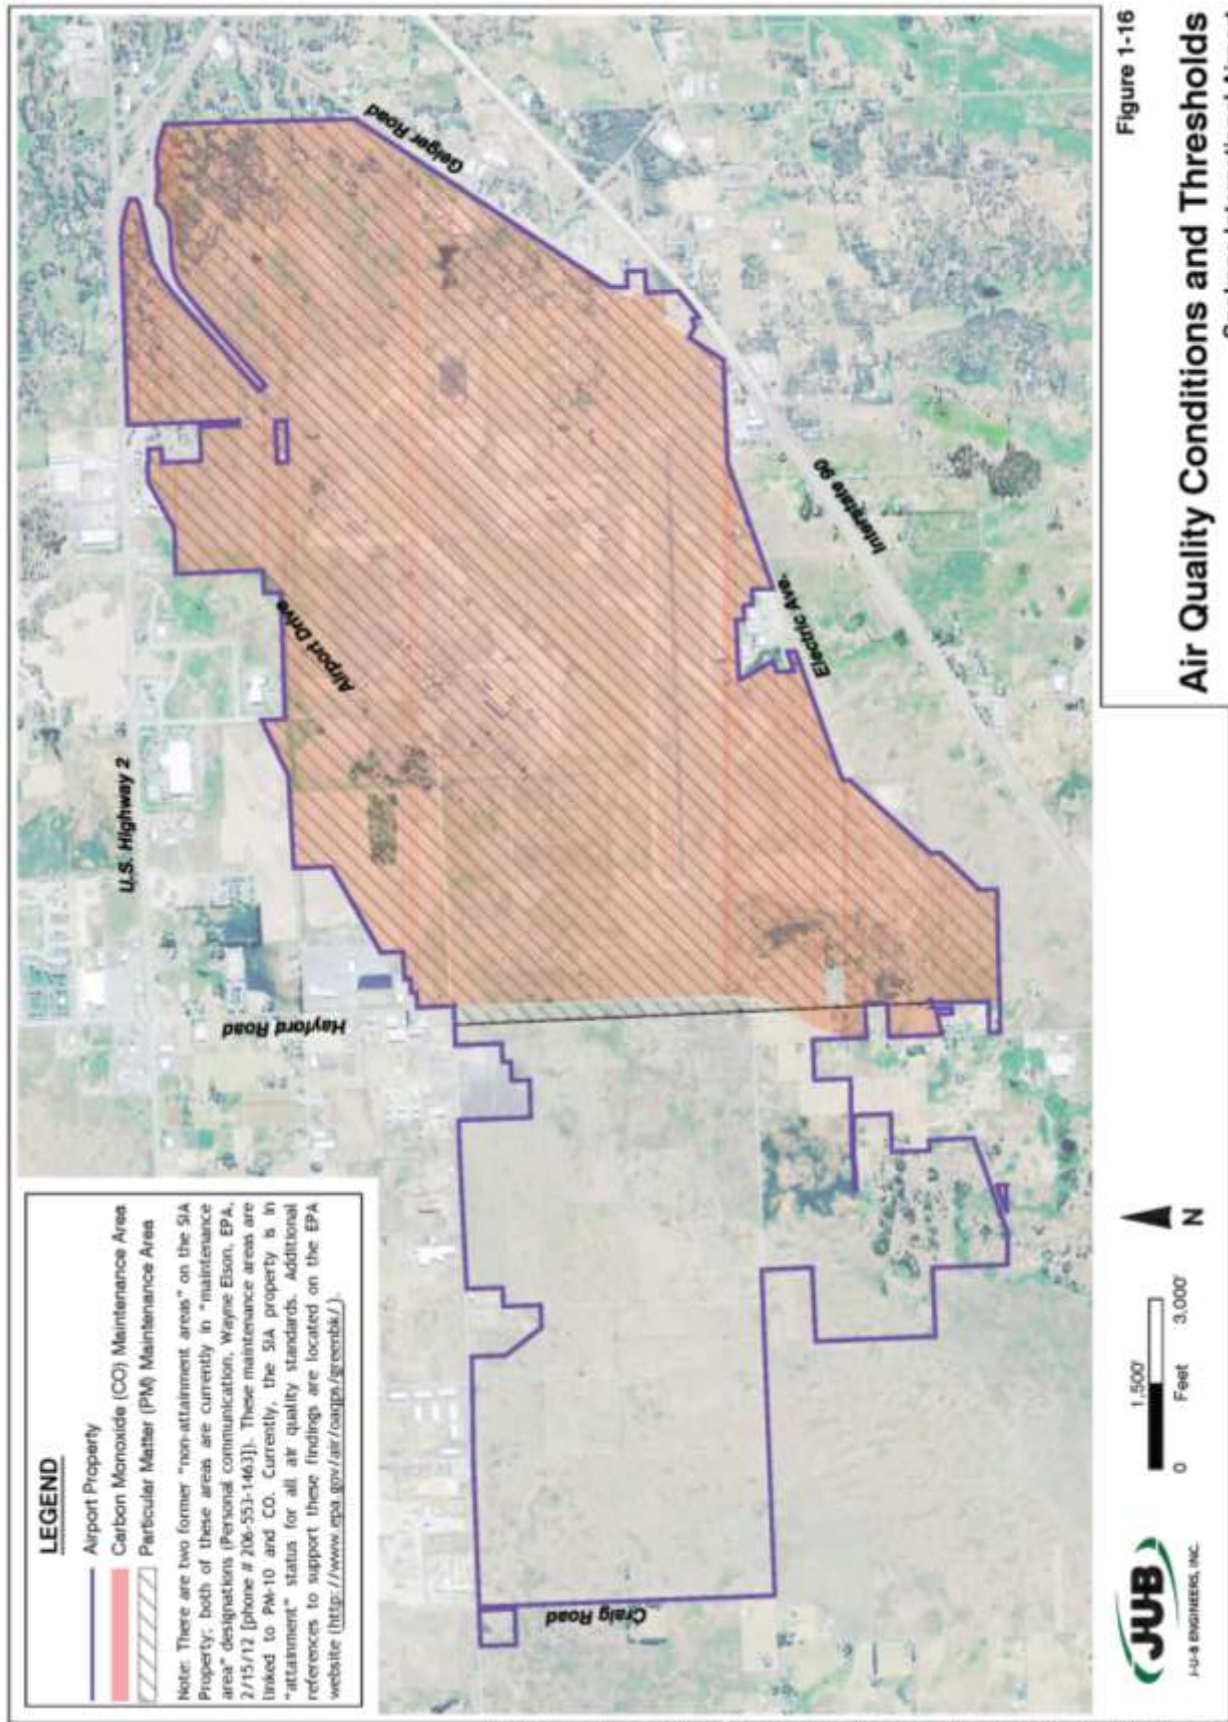 LEGEND
Airport Property
Carbon Monoxide (CO) Maintenance Area
Particular Matter (PM) Maintenance Area
Note: There are two former "non-attainment areas" on the SIA
Property; both of these areas are currently in "maintenance
area" designations (Personal communication, Wayne Elson, EPA,
2/15/12 [phone # 206-553-1463]). These maintenance areas are
linked to PM-10 and CO. Currently, the SIA property is in
"attainment" status for all air quality standards. Additional
references to support these findings are located on the EPA
website (http://www.epa.gov/air/oaqps/greenbk/).
U.S. Highway 2
Hayford Road
Airport Drive
Geiger Road
Interstate 90
Electric Ave.
Craig Road
JUB
J-U-B ENGINEERS, INC.
0 1,500' 3,000'
Feet
N
Figure 1-16
Air Quality Conditions and Thresholds